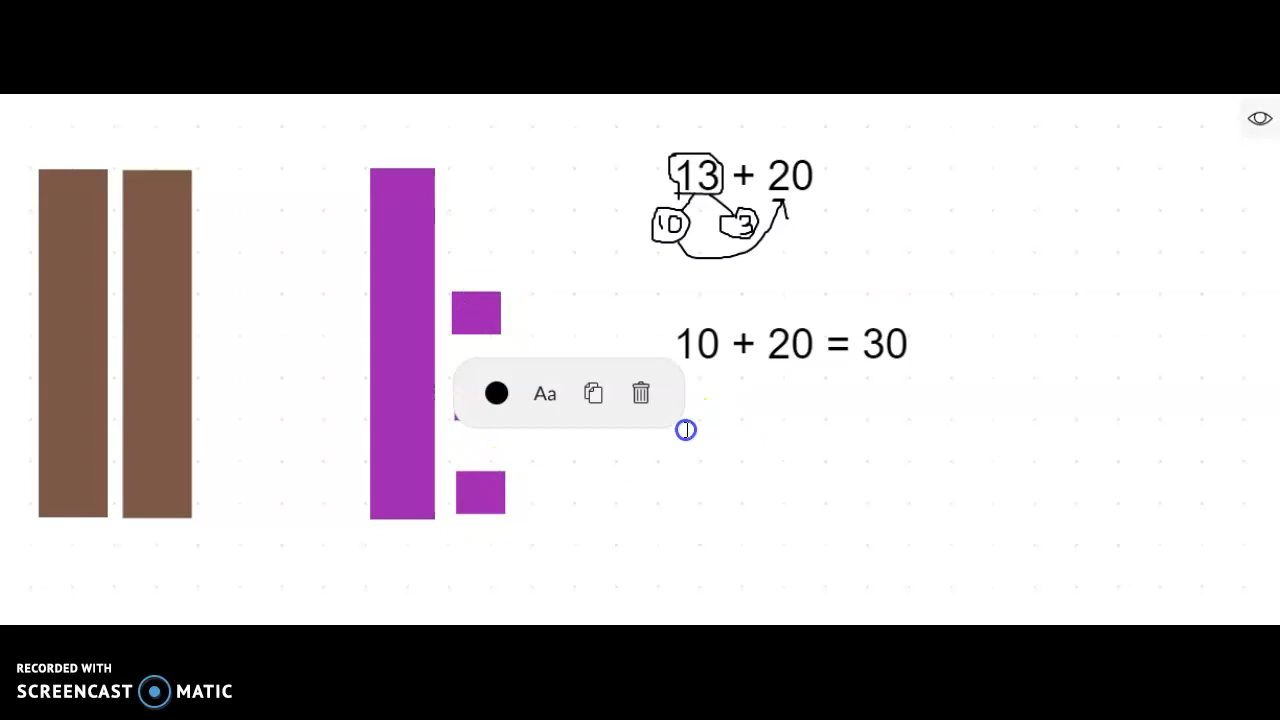 13 + 20
10 3
10 + 20 = 30
Aa
RECORDED WITH
SCREENCAST MATIC